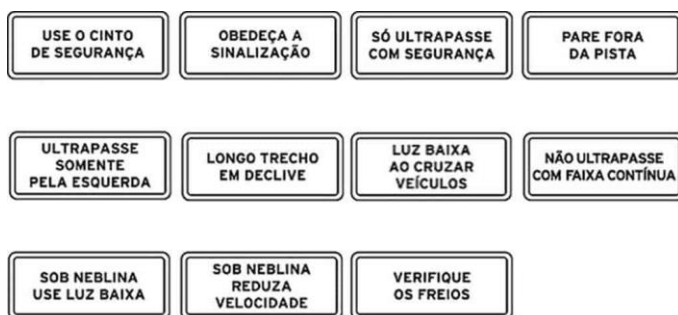 USE O CINTO
DE SEGURANÇA
OBEDEÇA A
SINALIZAÇÃO
SÓ ULTRAPASSE
COM SEGURANÇA
PARE FORA
DA PISTA
ULTRAPASSE
SOMENTE
PELA ESQUERDA
LONGO TRECHO
EM DECLIVE
LUZ BAIXA
AO CRUZAR
VEÍCULOS
NÃO ULTRAPASSE
COM FAIXA CONTÍNUA
SOB NEBLINA
USE LUZ BAIXA
SOB NEBLINA
REDUZA
VELOCIDADE
VERIFIQUE
OS FREIOS